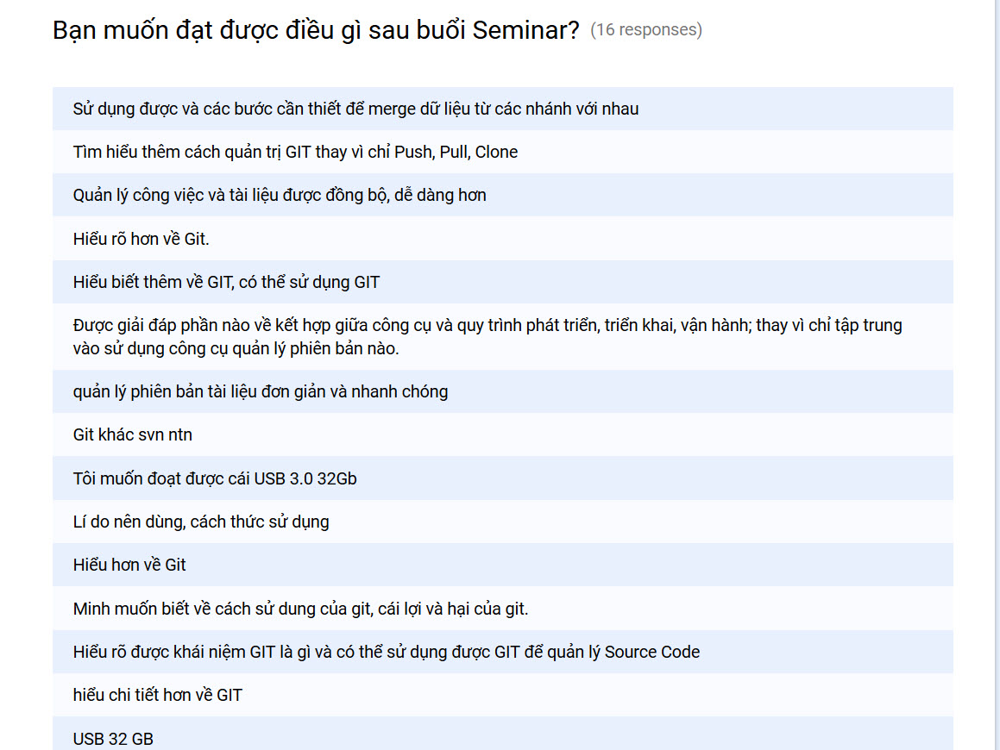 Bạn muốn đạt được điều gì sau buổi Seminar? (16 responses)
Sử dụng được và các bước cần thiết để merge dữ liệu từ các nhánh với nhau
Tìm hiểu thêm cách quản trị GIT thay vì chỉ Push, Pull, Clone
Quản lý công việc và tài liệu được đồng bộ, dễ dàng hơn
Hiểu rõ hơn về Git.
Hiểu biết thêm về GIT, có thể sử dụng GIT
Được giải đáp phần nào về kết hợp giữa công cụ và quy trình phát triển, triển khai, vận hành; thay vì chỉ tập trung
vào sử dụng công cụ quản lý phiên bản nào.
quản lý phiên bản tài liệu đơn giản và nhanh chóng
Git khác svn ntn
Tôi muốn đoạt được cái USB 3.0 32Gb
Lí do nên dùng, cách thức sử dụng
Hiểu hơn về Git
Minh muốn biết về cách sử dung của git, cái lợi và hại của git.
Hiểu rõ được khái niệm GIT là gì và có thể sử dụng được GIT để quản lý Source Code
hiểu chi tiết hơn về GIT
USB 32 GB